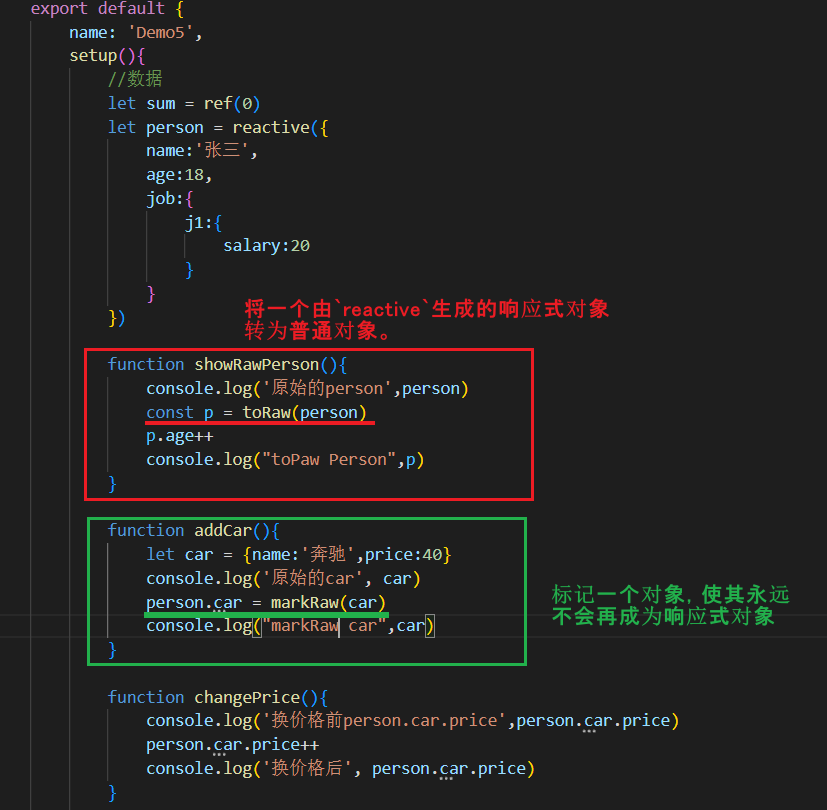 export default {
name: 'Demo5',
setup(){
//数据
let sum = ref(0)
let person = reactive({
name:'张三',
age:18,
job:{
j1:{
salary:20
}
}
})
将一个由`reactive`生成的响应式对象
转为普通对象。
function showRawPerson(){
console.log('原始的person',person)
const p = toRaw(person)
p.age++
console.log("toPaw Person",p)
}
function addCar(){
let car = {name:'奔驰',price:40}
console.log('原始的car', car)
person.car = markRaw(car)
console.log("markRaw car",car)
}
标记一个对象, 使其永远
不会再成为响应式对象
function changePrice(){
console.log('换价格前person.car.price',person.car.price)
person.car.price++
console.log('换价格后', person.car.price)
}